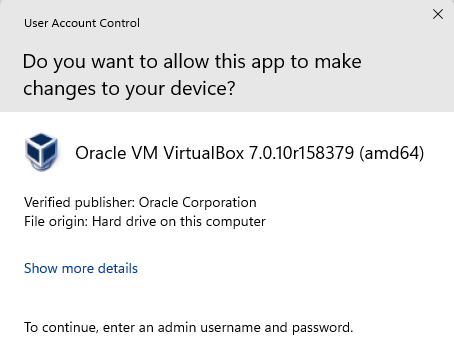 User Account Control
Do you want to allow this app to make
changes to your device?
Oracle VM VirtualBox 7.0.10r158379 (amd64)
Verified publisher: Oracle Corporation
File origin: Hard drive on this computer
Show more details
To continue, enter an admin username and password.